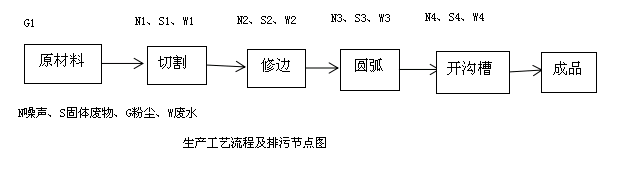 G1 N1、S1、W1 N2、S2、W2 N3、S3、W3 N4、S4、W4
原材料 切割 修边 圆弧 开沟槽 成品
N噪声、S固体废物、G粉尘、W废水
生产工艺流程及排污节点图